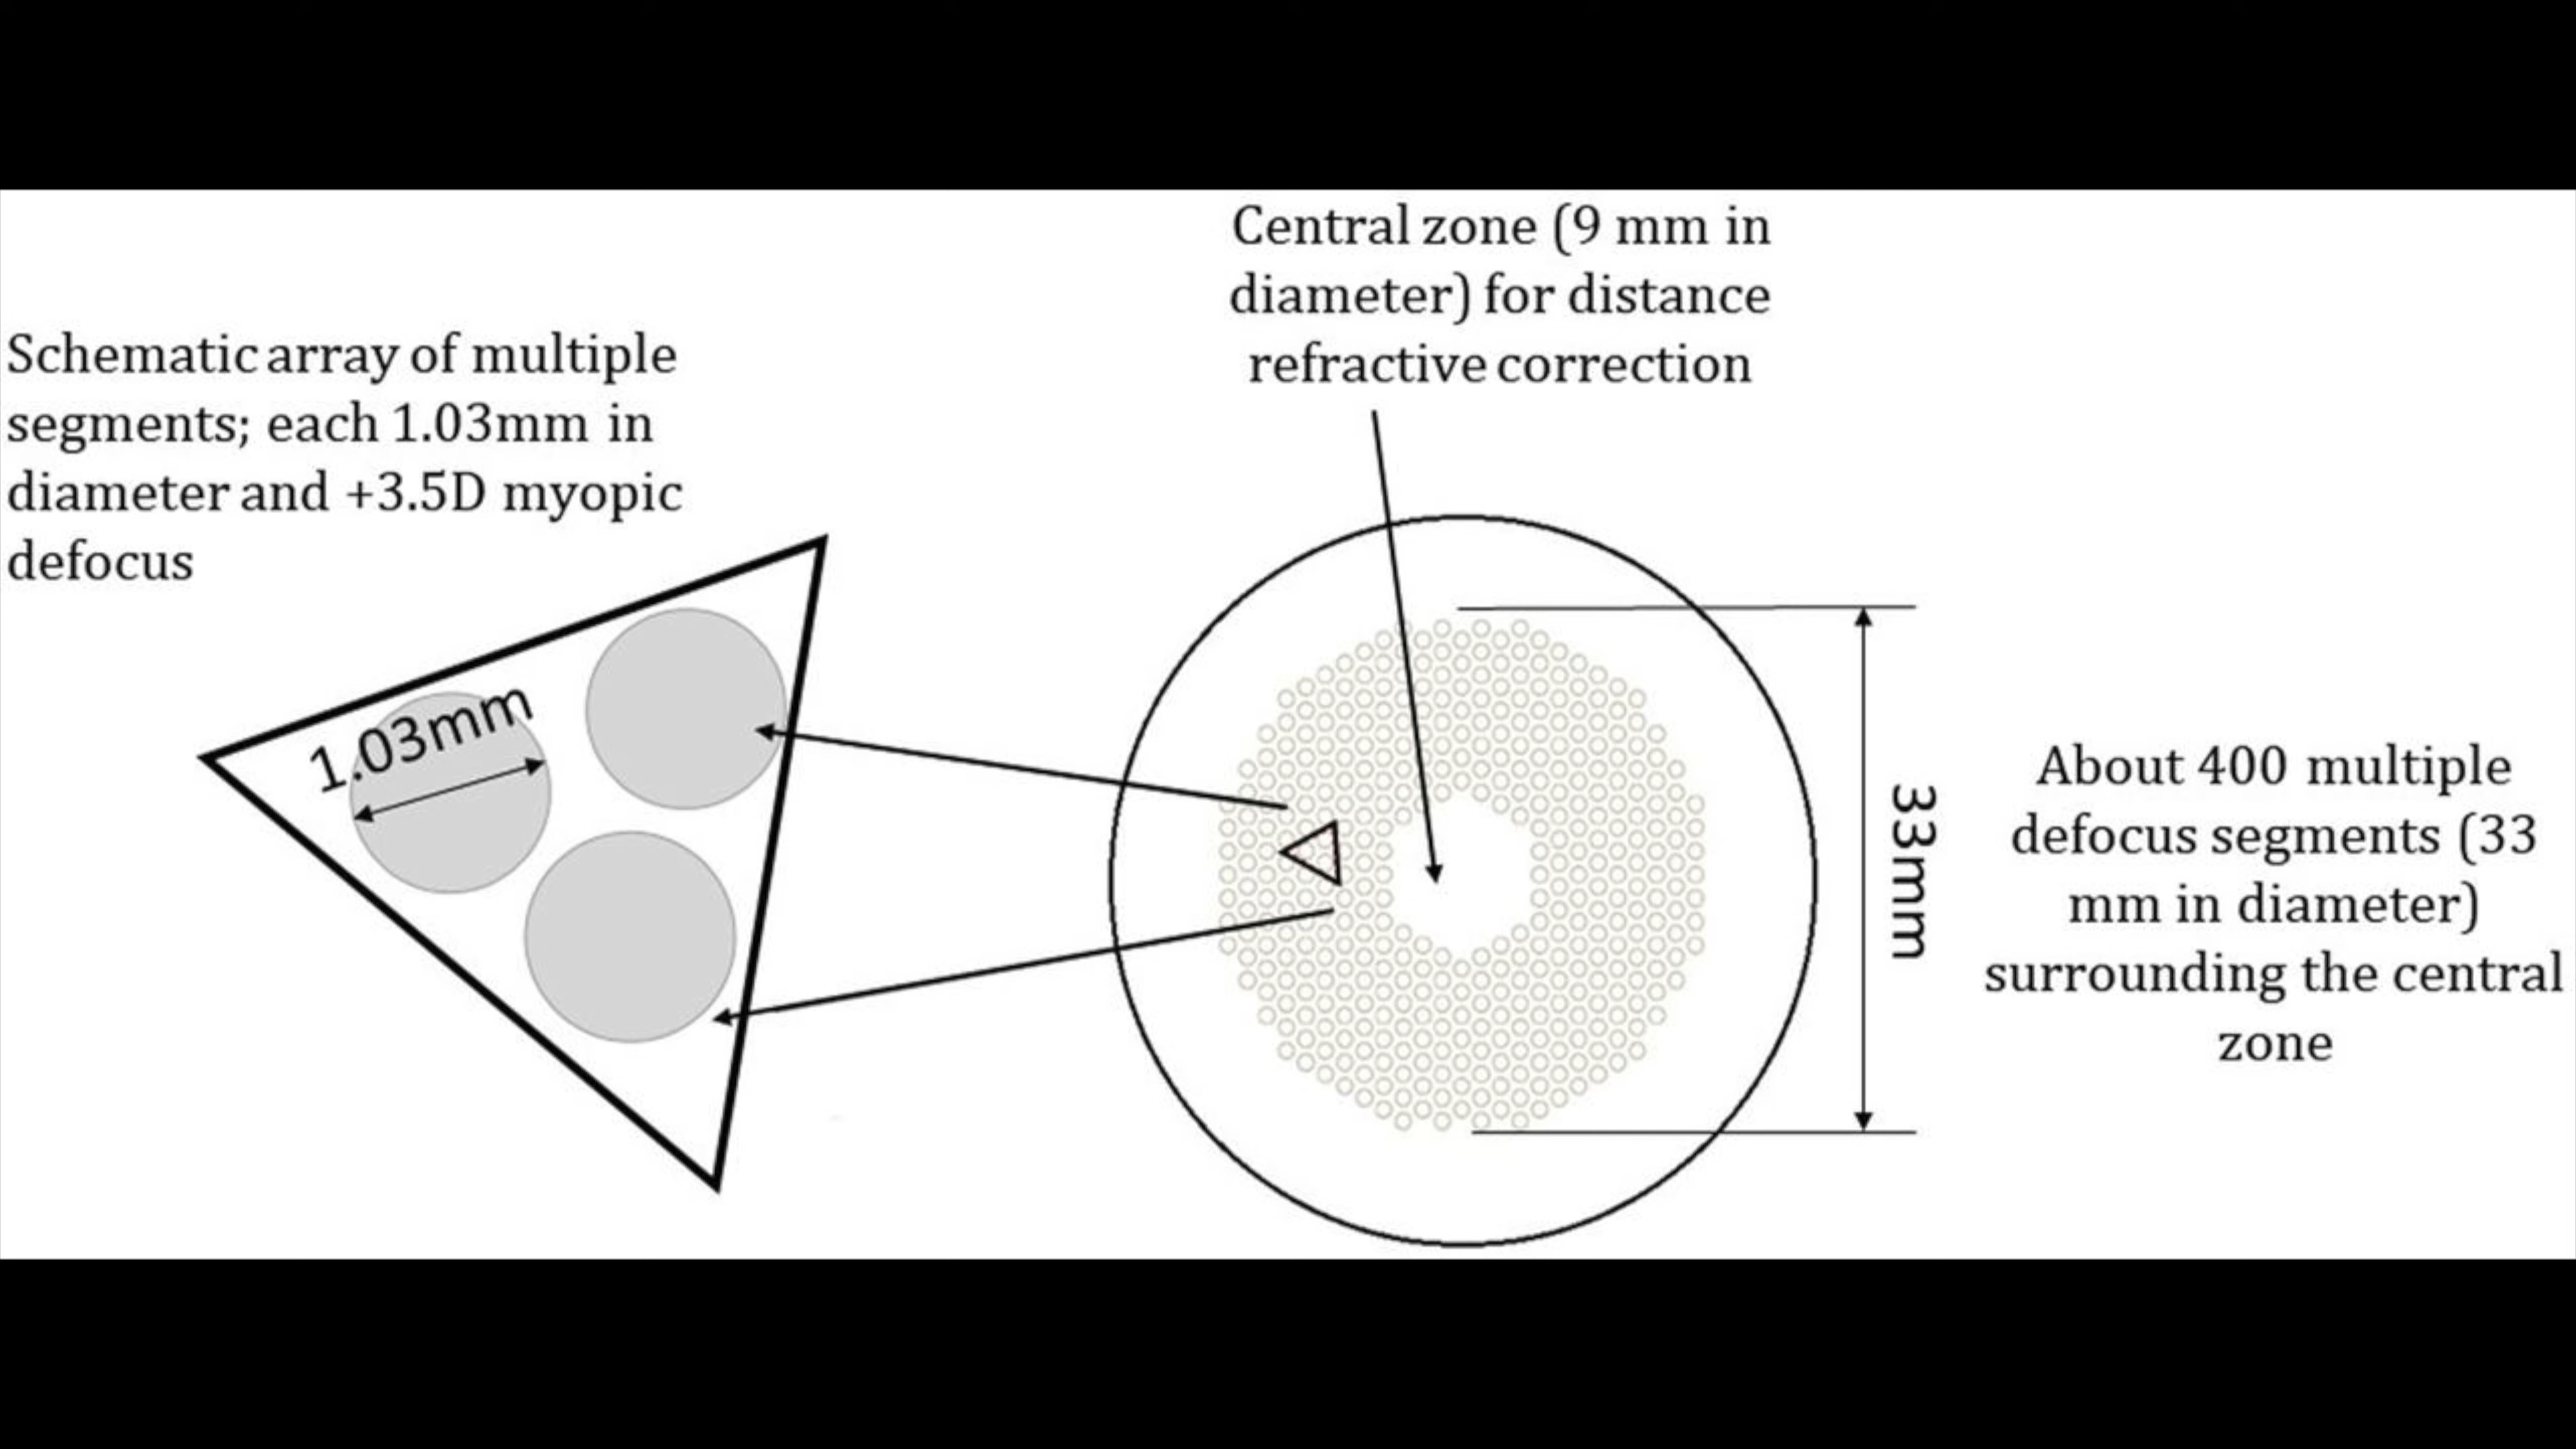 Central zone (9 mm in
diameter) for distance
refractive correction
Schematic array of multiple
segments; each 1.03mm in
diameter and +3.5D myopic
defocus
1.03mm
33mm
About 400 multiple
defocus segments (33
mm in diameter)
surrounding the central
zone